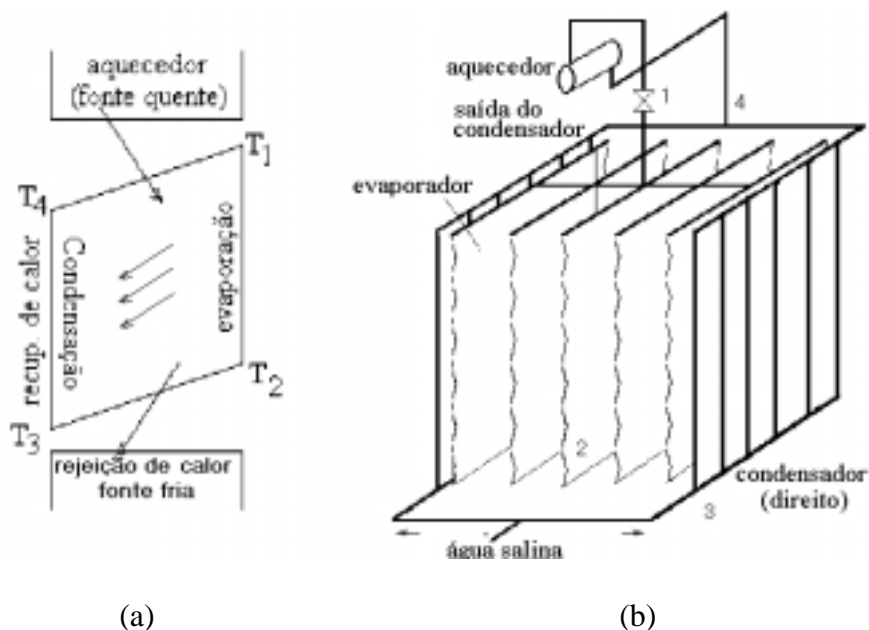 aquecedor
(fonte quente)
T1
T4
Condensação
recup. de calor
evaporação
T2
T3
rejeição de calor
fonte fria
(a)
aquecedor
1
saída do
condensador
4
evaporador
2
condensador
(direito)
3
água salina
(b)